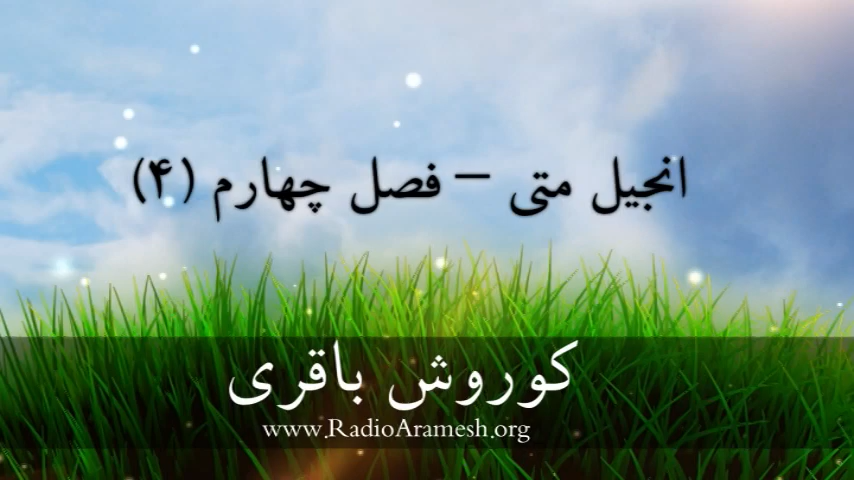 انجیل متی – فصل چهارم (۴)
کوروش باقری
www.RadioAramesh.org